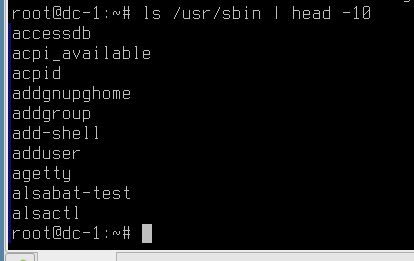 root@dc-1:~# ls /usr/sbin | head -10
accessdb
acpi_available
acpid
addgnupghome
addgroup
add-shell
adduser
agetty
alsabat-test
alsactl
root@dc-1:~#